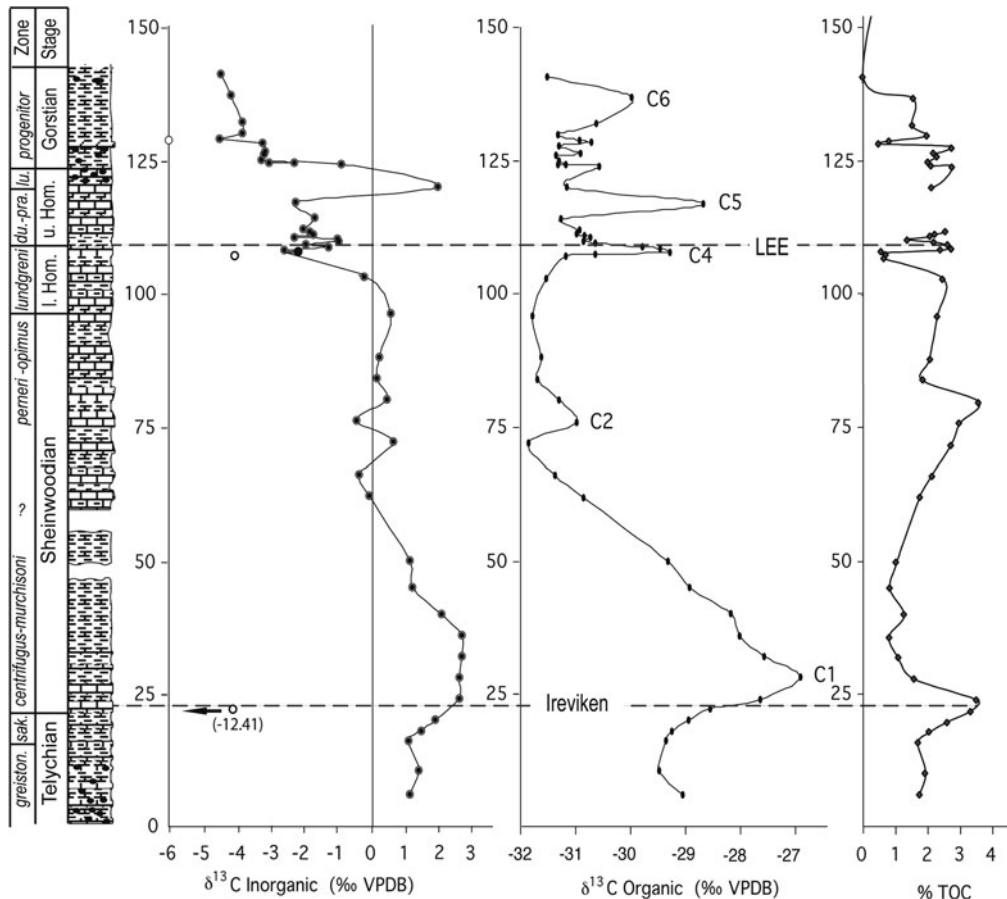 Zone
Stage
progenitor
Gorstian
lu.
du.-pra.
u. Hom.
lundgreni
l. Hom.
perneri -opimus
?
Sheinwoodian
centrifugus-murchisoni
sak.
greiston.
Telychian
150
125
100
75
50
25
0
-6 -5 -4 -3 -2 -1 0 1 2 3
δ13C Inorganic (‰ VPDB)
(-12.41)
150
125
100
75
50
25
0
C6
C5
LEE
C4
C2
C1
Ireviken
-32 -31 -30 -29 -28 -27
δ13C Organic (‰ VPDB)
150
125
100
75
50
25
0
0 1 2 3 4
% TOC